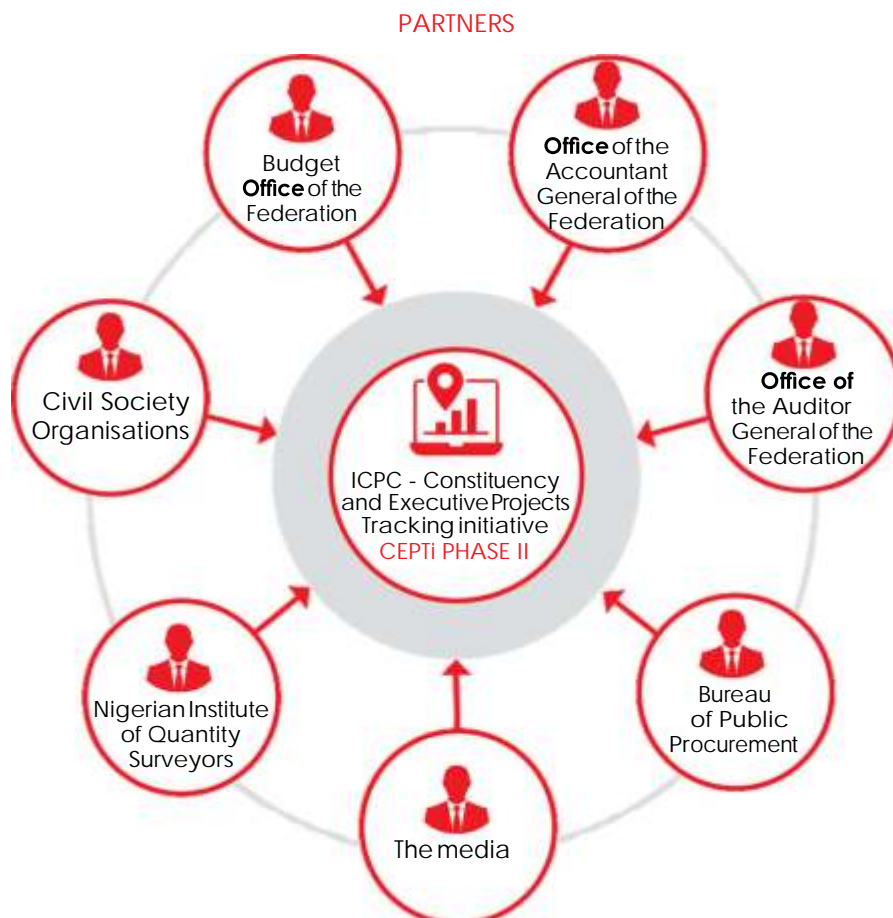 PARTNERS
Budget
Office of the
Federation
Office of the
Accountant
General of the
Federation
Civil Society
Organisations
Office of
the Auditor
General of the
Federation
ICPC - Constituency
and Executive Projects
Tracking initiative
CEPTi PHASE II
Nigerian Institute
of Quantity
Surveyors
Bureau
of Public
Procurement
The media